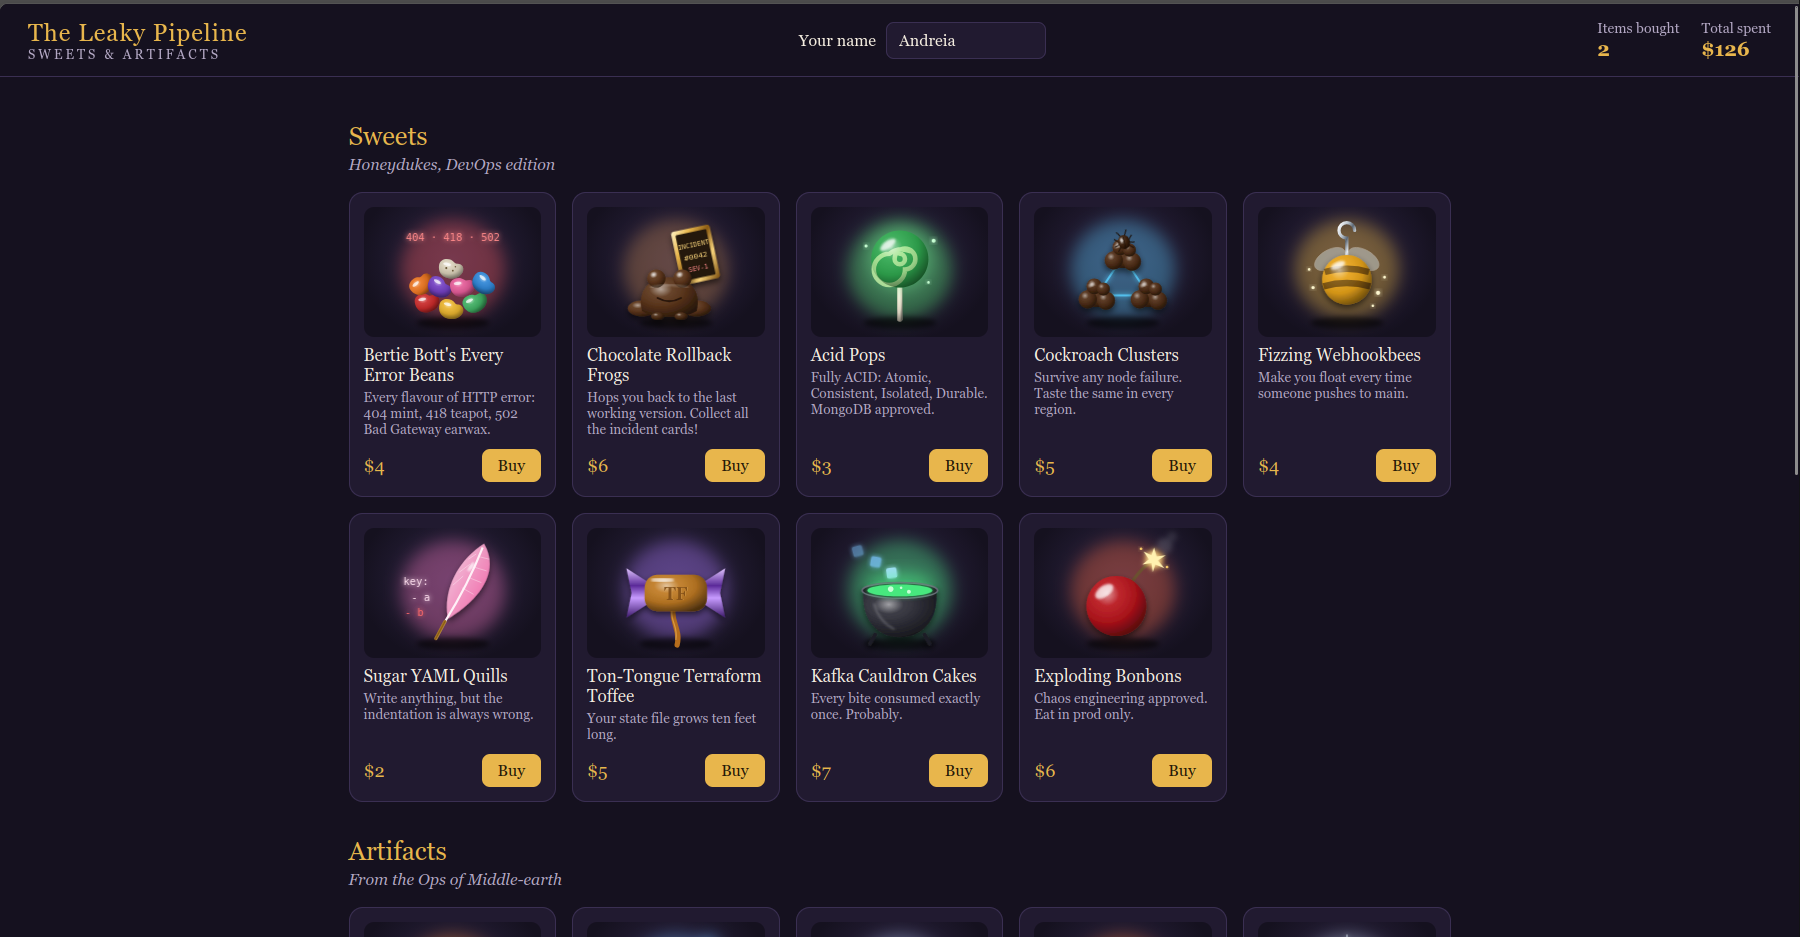 The Leaky Pipeline
SWEETS & ARTIFACTS
Your name
Andreia
Items bought
2
Total spent
$126
Sweets
Honeydukes, DevOps edition
404 · 418 · 502
Bertie Bott's Every
Error Beans
Every flavour of HTTP error:
404 mint, 418 teapot, 502
Bad Gateway earwax.
$4
Buy
INCIDENT
#0042
SEV-1
Chocolate Rollback
Frogs
Hops you back to the last
working version. Collect all
the incident cards!
$6
Buy
Acid Pops
Fully ACID: Atomic,
Consistent, Isolated, Durable.
MongoDB approved.
$3
Buy
Cockroach Clusters
Survive any node failure.
Taste the same in every
region.
$5
Buy
Fizzing Webhookbees
Make you float every time
someone pushes to main.
$4
Buy
key:
- a
- b
Sugar YAML Quills
Write anything, but the
indentation is always wrong.
$2
Buy
TF
Ton-Tongue Terraform
Toffee
Your state file grows ten feet
long.
$5
Buy
Kafka Cauldron Cakes
Every bite consumed exactly
once. Probably.
$7
Buy
Exploding Bonbons
Chaos engineering approved.
Eat in prod only.
$6
Buy
Artifacts
From the Ops of Middle-earth